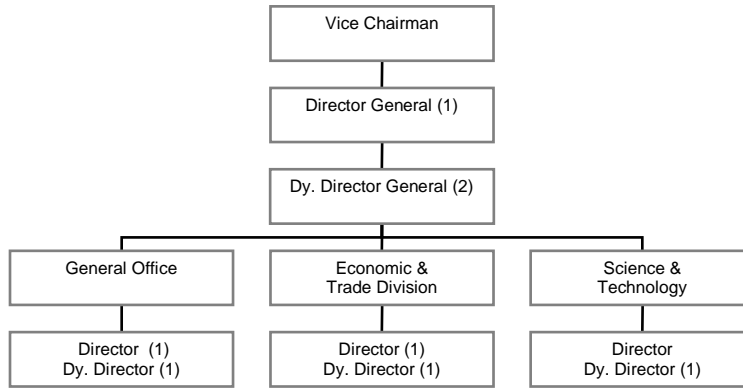 Vice Chairman
Director General (1)
Dy. Director General (2)
General Office
Economic &
Trade Division
Science &
Technology
Director (1)
Dy. Director (1)
Director (1)
Dy. Director (1)
Director
Dy. Director (1)